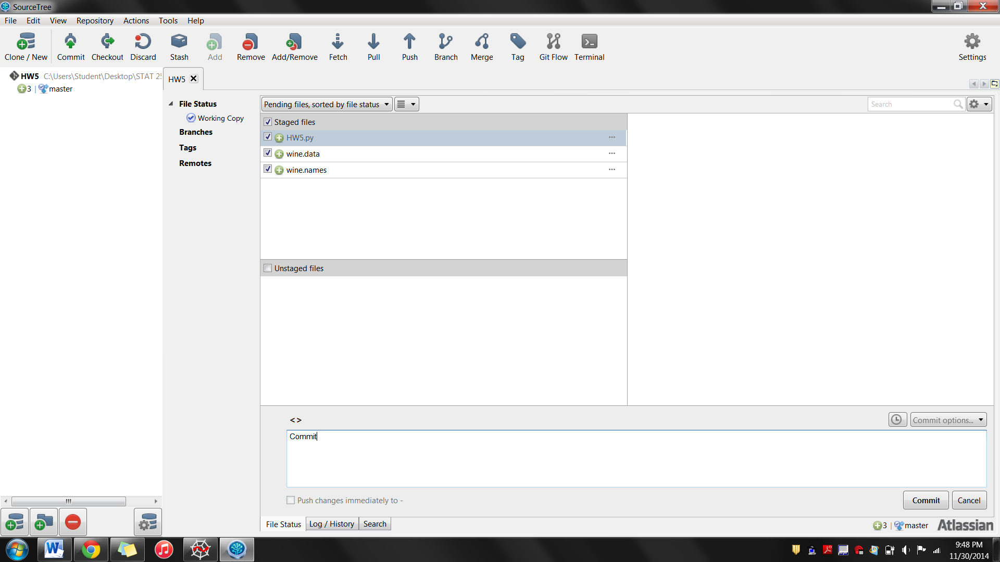 SourceTree
File Edit View Repository Actions Tools Help
Clone / New Commit Checkout Discard Stash Add Remove Add/Remove Fetch Pull Push Branch Merge Tag Git Flow Terminal Settings
HW5 C:\Users\Student\Desktop\STAT 25
3 | master
HW5
File Status
Working Copy
Branches
Tags
Remotes
Pending files, sorted by file status
Search
Staged files
HW5.py ...
wine.data ...
wine.names ...
Unstaged files
<>
Commit options...
Commit
Push changes immediately to -
Commit Cancel
File Status Log / History Search
3 | master Atlassian
9:48 PM
11/30/2014